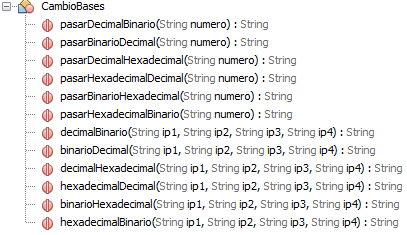 CambioBases
pasarDecimalBinario(String numero) : String
pasarBinarioDecimal(String numero) : String
pasarDecimalHexadecimal(String numero) : String
pasarHexadecimalDecimal(String numero) : String
pasarBinarioHexadecimal(String numero) : String
pasarHexadecimalBinario(String numero) : String
decimalBinario(String ip1, String ip2, String ip3, String ip4) : String
binarioDecimal(String ip1, String ip2, String ip3, String ip4) : String
decimalHexadecimal(String ip1, String ip2, String ip3, String ip4) : String
hexadecimalDecimal(String ip1, String ip2, String ip3, String ip4) : String
binarioHexadecimal(String ip1, String ip2, String ip3, String ip4) : String
hexadecimalBinario(String ip1, String ip2, String ip3, String ip4) : String